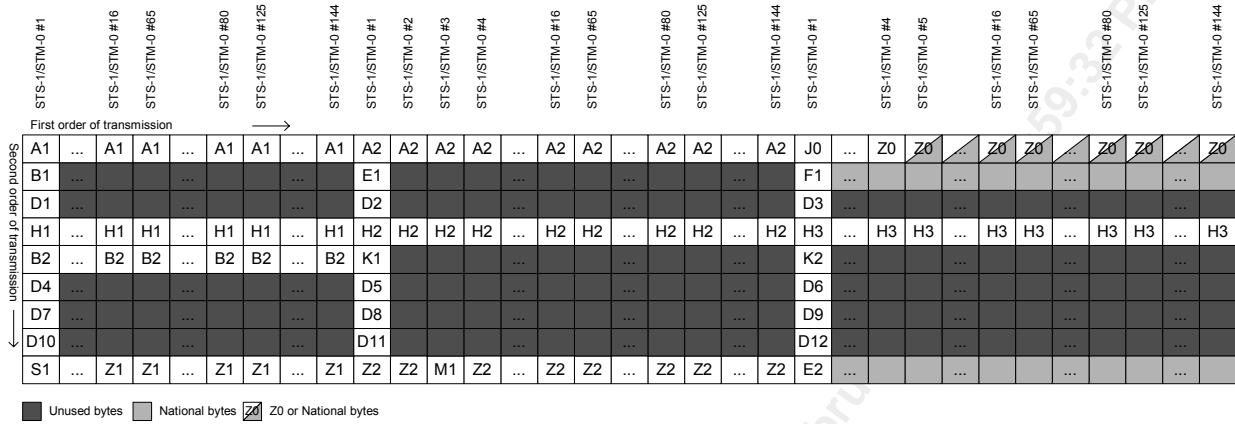 STS-1/STM-0 #1 STS-1/STM-0 #16 STS-1/STM-0 #65 STS-1/STM-0 #80 STS-1/STM-0 #125 STS-1/STM-0 #144 STS-1/STM-0 #1 STS-1/STM-0 #2 STS-1/STM-0 #3 STS-1/STM-0 #4 STS-1/STM-0 #16 STS-1/STM-0 #65 STS-1/STM-0 #80 STS-1/STM-0 #125 STS-1/STM-0 #144 STS-1/STM-0 #1 STS-1/STM-0 #4 STS-1/STM-0 #5 STS-1/STM-0 #16 STS-1/STM-0 #65 STS-1/STM-0 #80 STS-1/STM-0 #125 STS-1/STM-0 #144
First order of transmission
Second order of transmission
A1 ... A1 A1 ... A1 A1 ... A1 A2 A2 A2 A2 ... A2 A2 ... A2 A2 ... A2 J0 ... Z0 Z0 ... Z0 Z0 ... Z0 Z0 ... Z0
B1 ... ... ... E1 ... ... ... F1 ... ... ... ...
D1 ... ... ... D2 ... ... ... D3 ... ... ... ...
H1 ... H1 H1 ... H1 H1 ... H1 H2 H2 H2 H2 ... H2 H2 ... H2 H2 ... H2 H3 ... H3 H3 ... H3 H3 ... H3 H3 ... H3
B2 ... B2 B2 ... B2 B2 ... B2 K1 ... ... ... K2 ... ... ... ...
D4 ... ... ... D5 ... ... ... D6 ... ... ... ...
D7 ... ... ... D8 ... ... ... D9 ... ... ... ...
D10 ... ... ... D11 ... ... ... D12 ... ... ... ...
S1 ... Z1 Z1 ... Z1 Z1 ... Z1 Z2 Z2 M1 Z2 ... Z2 Z2 ... Z2 Z2 ... Z2 E2 ... ... ... ...
Unused bytes National bytes Z0 Z0 or National bytes